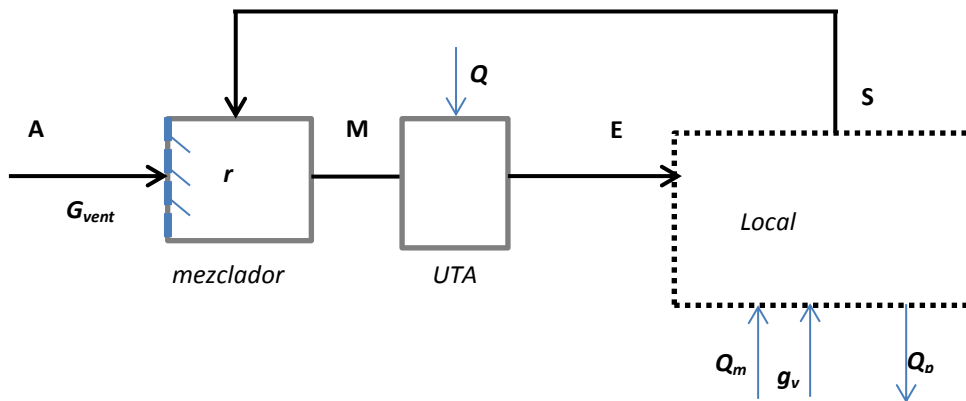 Q
S
A
M
E
r
G_vent
Local
mezclador
UTA
Q_m
g_v
Q_p